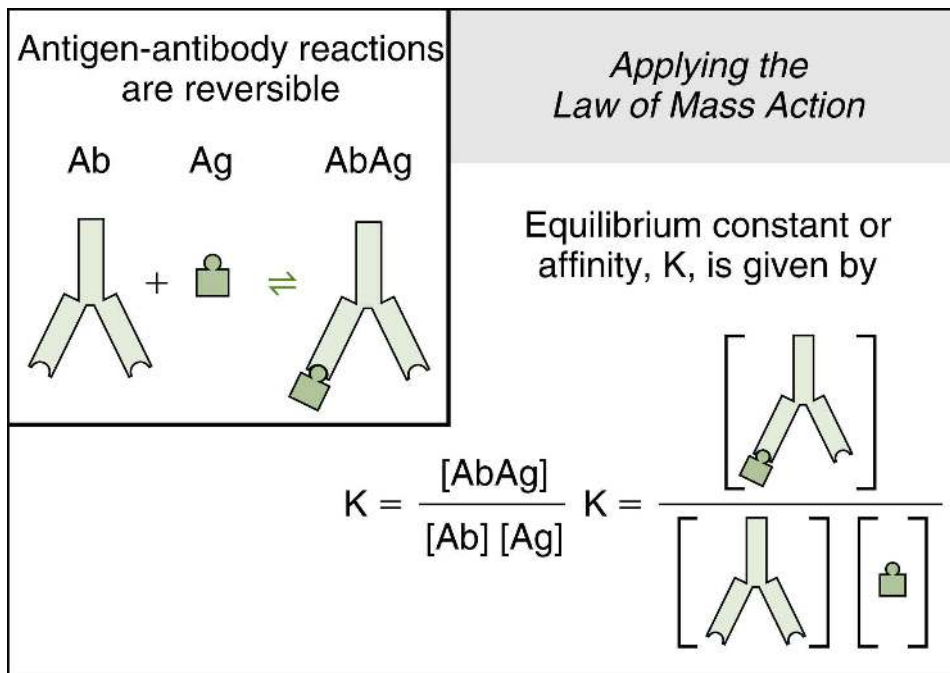 Antigen-antibody reactions
are reversible
Ab Ag AbAg
+ ⇌
Applying the
Law of Mass Action
Equilibrium constant or
affinity, K, is given by
K = [AbAg]
[Ab] [Ag]
K =